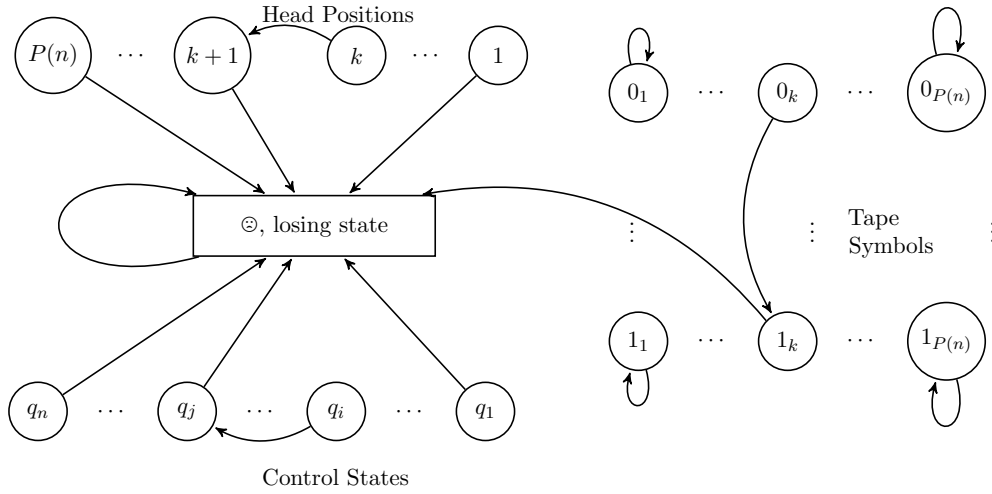 Head Positions
P(n) ⋯ k + 1 k ⋯ 1
0₁ ⋯ 0ₖ ⋯ 0_{P(n)}
☹, losing state
⋮ ⋮ Tape ⋮
Symbols
1₁ ⋯ 1ₖ ⋯ 1_{P(n)}
qₙ ⋯ qⱼ ⋯ qᵢ ⋯ q₁
Control States